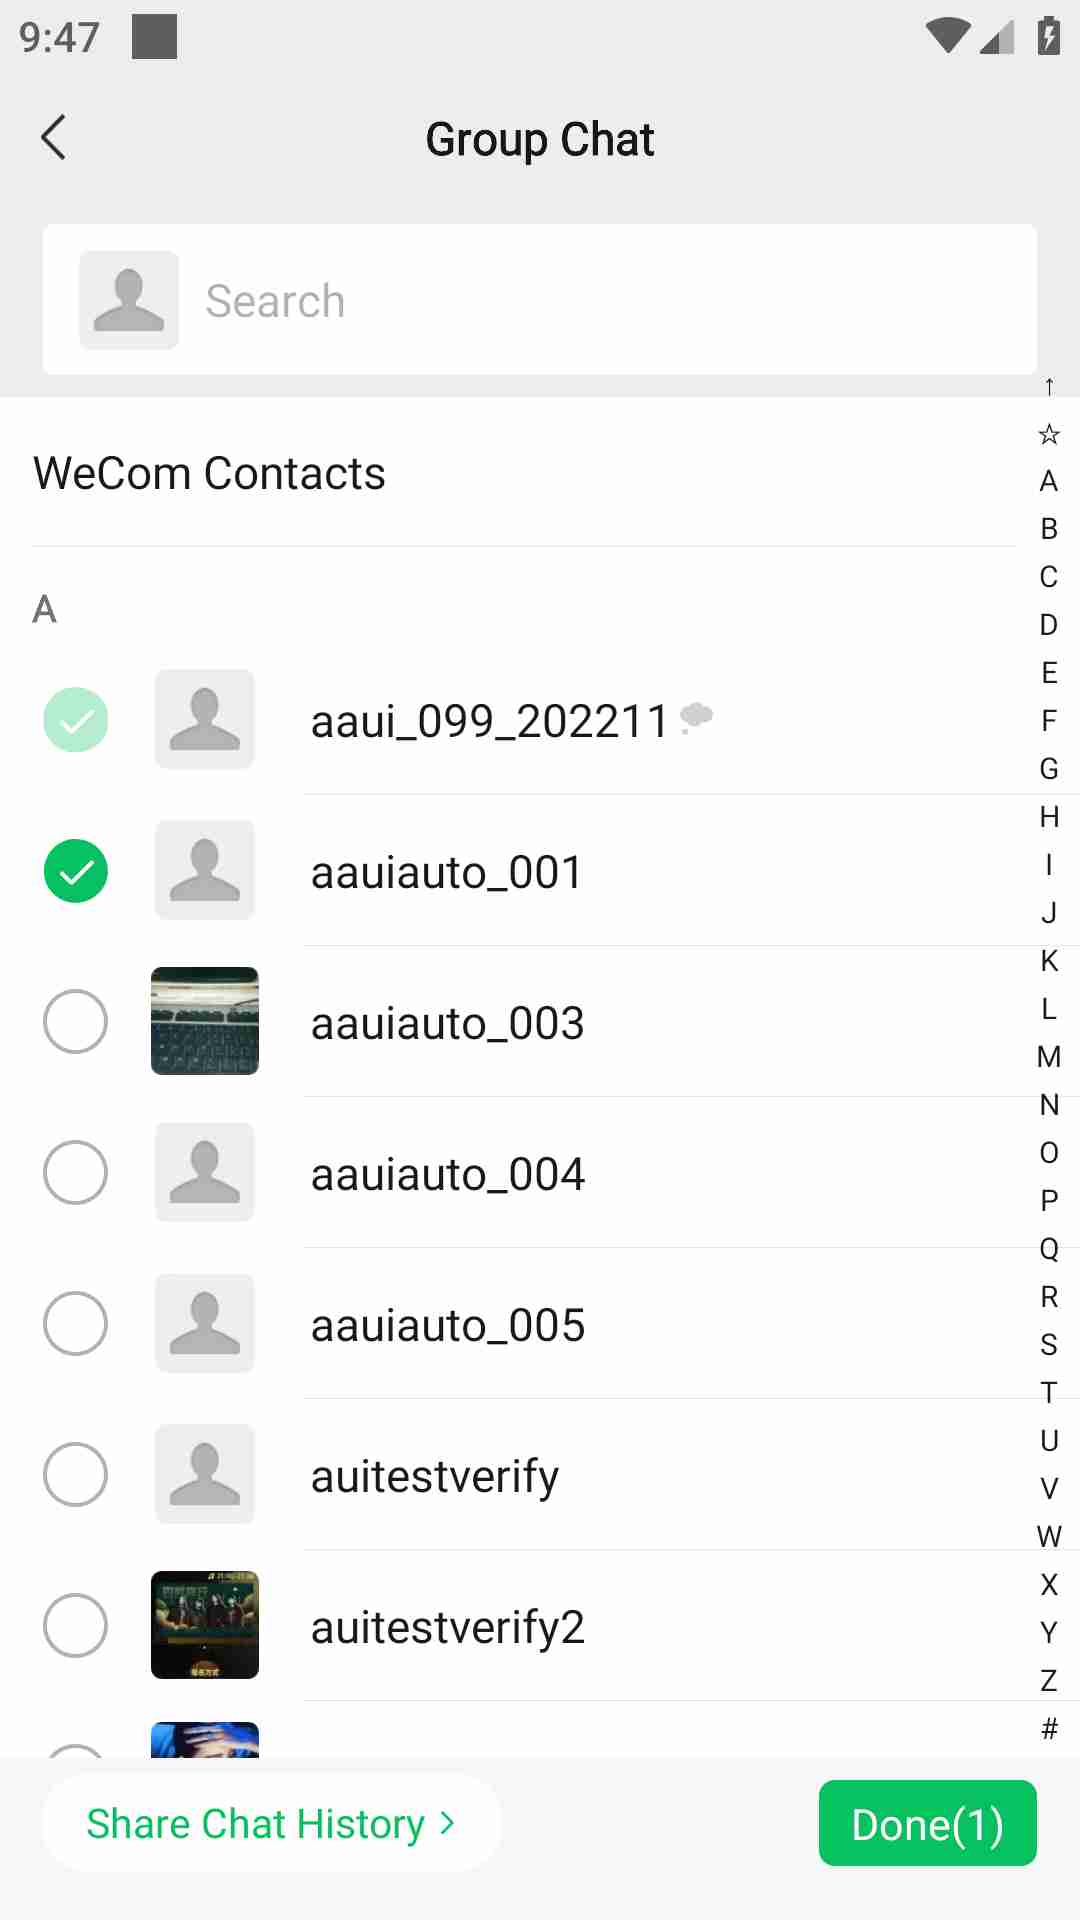 9:47
Group Chat
Search
WeCom Contacts
A
aaui_099_202211
aauiauto_001
aauiauto_003
aauiauto_004
aauiauto_005
auitestverify
auitestverify2
↑
☆
A
B
C
D
E
F
G
H
I
J
K
L
M
N
O
P
Q
R
S
T
U
V
W
X
Y
Z
#
Share Chat History >
Done(1)